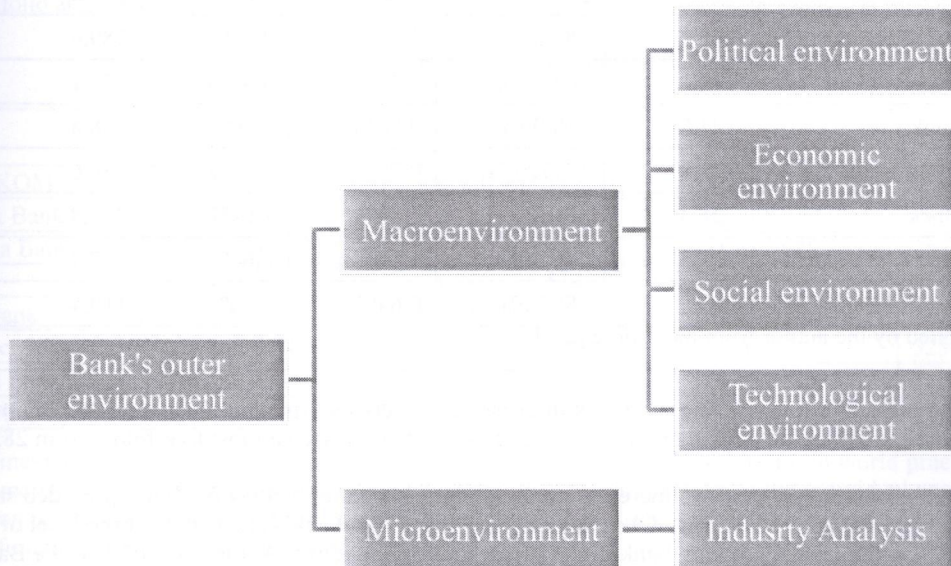 Political environment
Economic
environment
Macroenvironment
Social environment
Bank's outer
environment
Technological
environment
Microenvironment
Indusrty Analysis